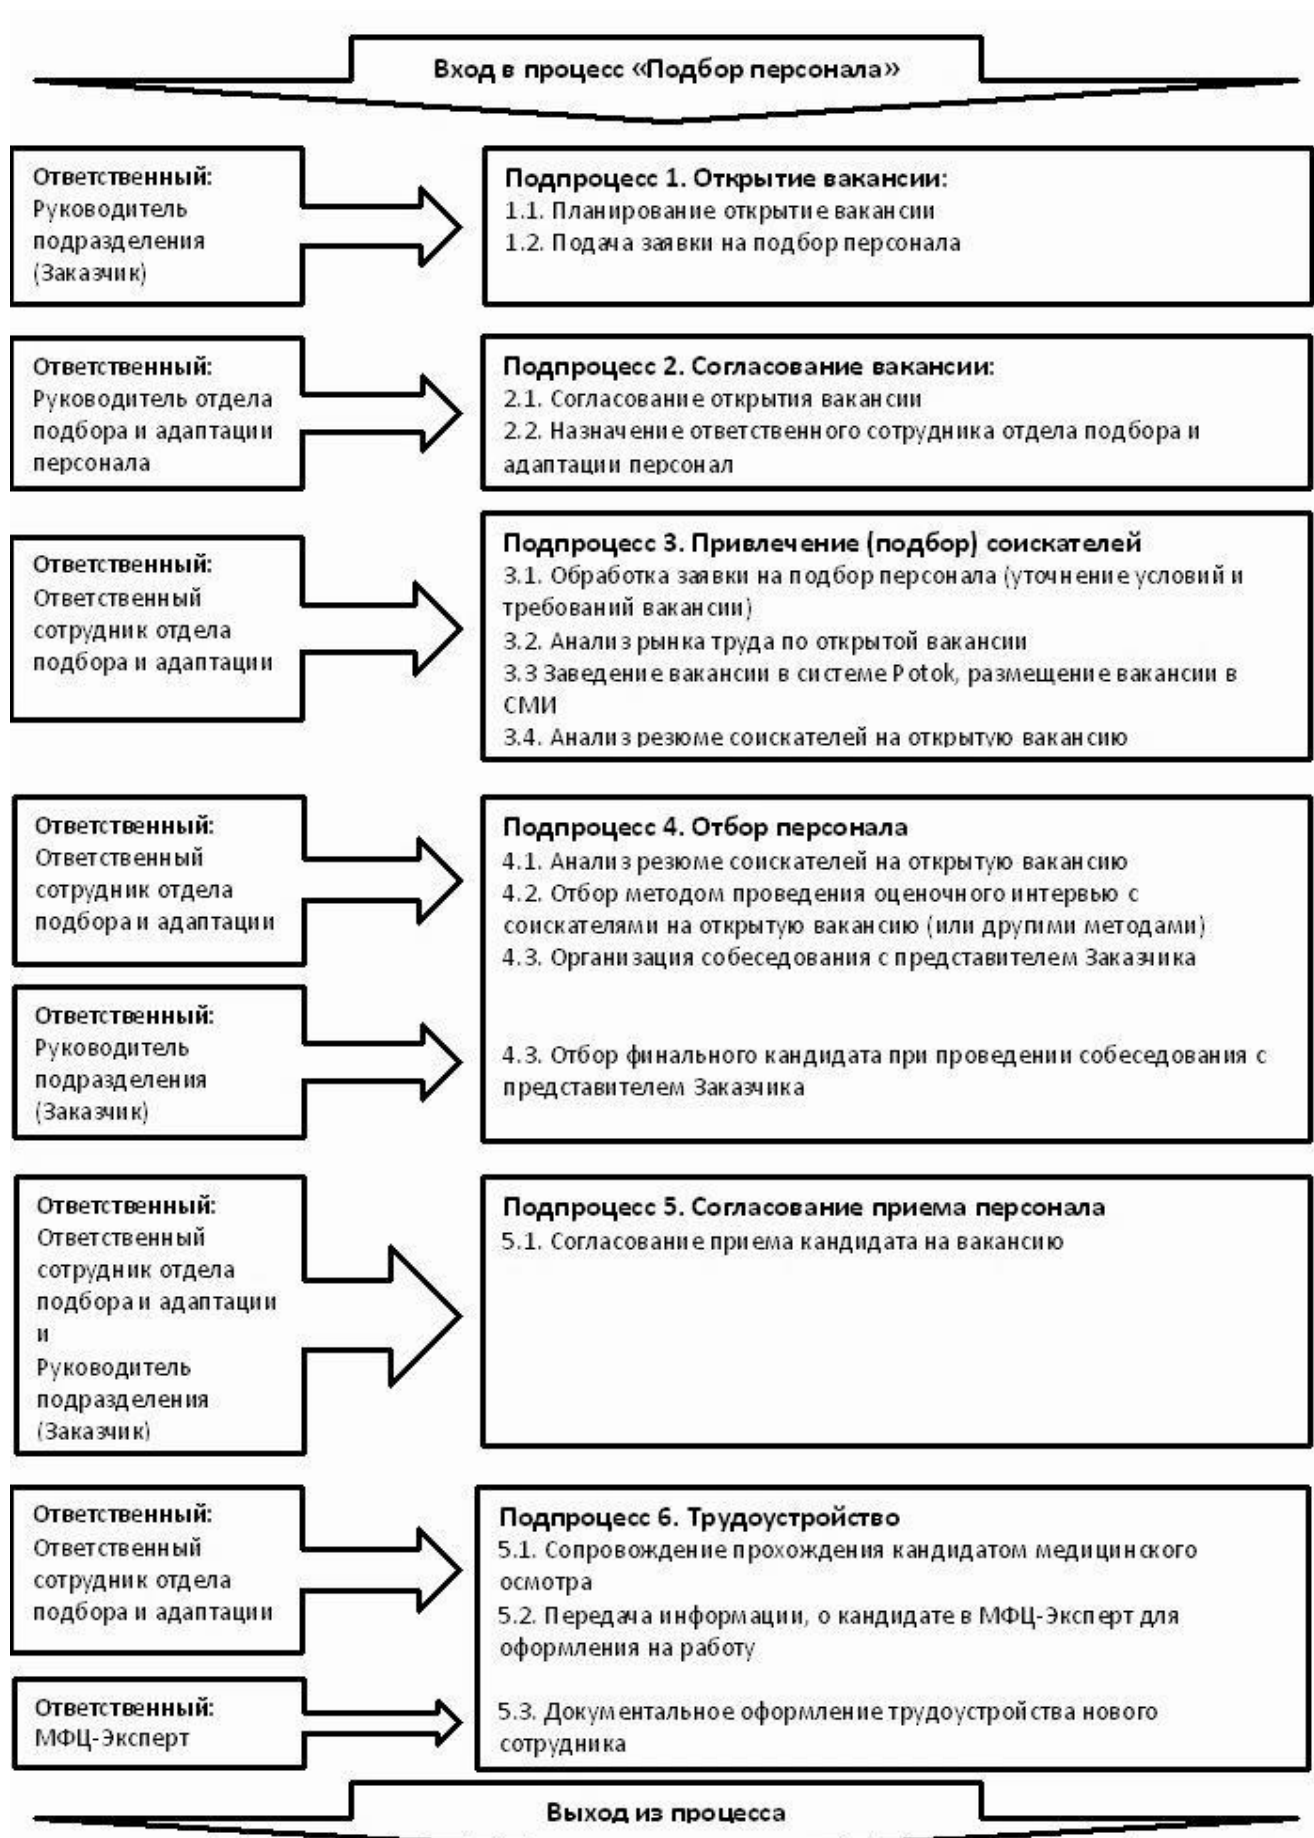 Вход в процесс «Подбор персонала»
Ответственный:
Руководитель
подразделения
(Заказчик)
Подпроцесс 1. Открытие вакансии:
1.1. Планирование открытие вакансии
1.2. Подача заявки на подбор персонала
Ответственный:
Руководитель отдела
подбора и адаптации
персонала
Подпроцесс 2. Согласование вакансии:
2.1. Согласование открытия вакансии
2.2. Назначение ответственного сотрудника отдела подбора и
адаптации персонал
Ответственный:
Ответственный
сотрудник отдела
подбора и адаптации
Подпроцесс 3. Привлечение (подбор) соискателей
3.1. Обработка заявки на подбор персонала (уточнение условий и
требований вакансии)
3.2. Анализ рынка труда по открытой вакансии
3.3 Заведение вакансии в системе Potok, размещение вакансии в
СМИ
3.4. Анализ резюме соискателей на открытую вакансию
Ответственный:
Ответственный
сотрудник отдела
подбора и адаптации
Подпроцесс 4. Отбор персонала
4.1. Анализ резюме соискателей на открытую вакансию
4.2. Отбор методом проведения оценочного интервью с
соискателями на открытую вакансию (или другими методами)
4.3. Организация собеседования с представителем Заказчика
Ответственный:
Руководитель
подразделения
(Заказчик)
4.3. Отбор финального кандидата при проведении собеседования с
представителем Заказчика
Ответственный:
Ответственный
сотрудник отдела
подбора и адаптации
и
Руководитель
подразделения
(Заказчик)
Подпроцесс 5. Согласование приема персонала
5.1. Согласование приема кандидата на вакансию
Ответственный:
Ответственный
сотрудник отдела
подбора и адаптации
Подпроцесс 6. Трудоустройство
5.1. Сопровождение прохождения кандидатом медицинского
осмотра
5.2. Передача информации, о кандидате в МФЦ-Эксперт для
оформления на работу
Ответственный:
МФЦ-Эксперт
5.3. Документальное оформление трудоустройства нового
сотрудника
Выход из процесса